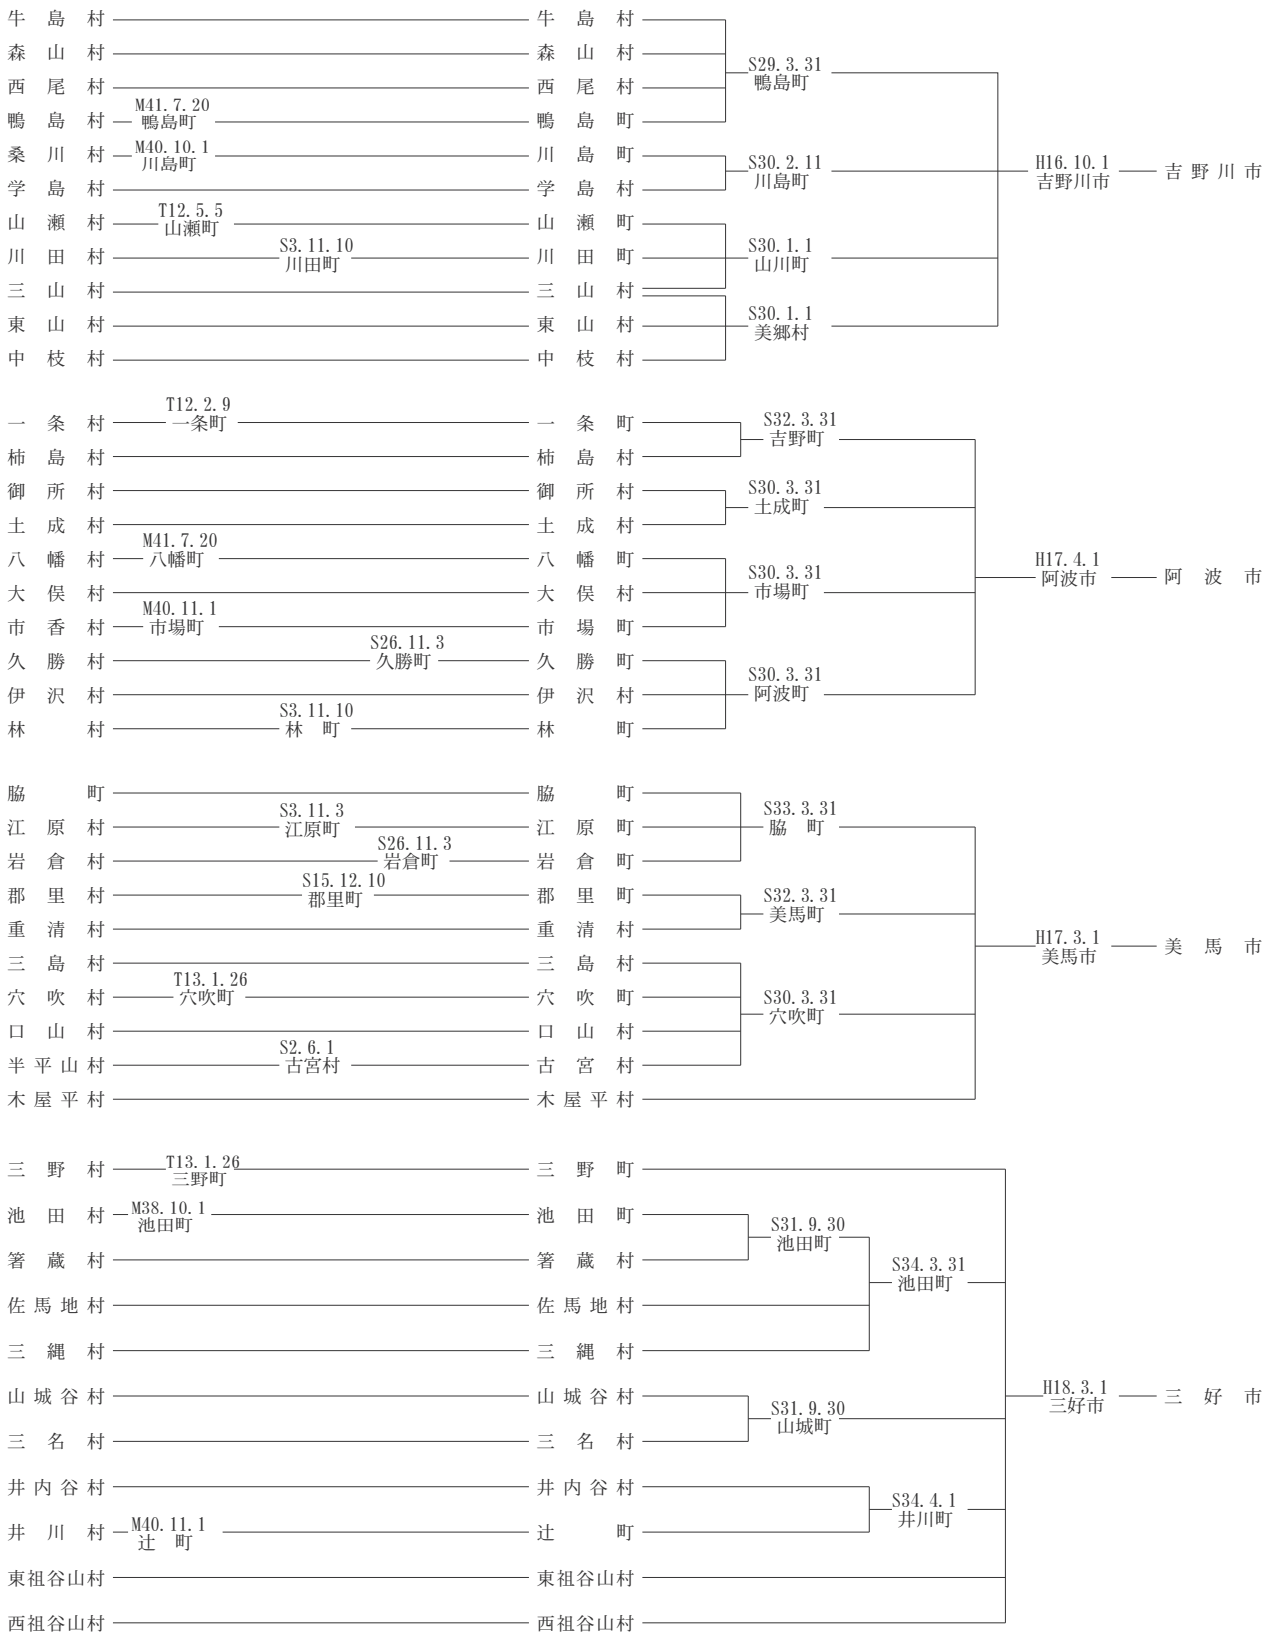 牛島村 牛島村
森山村 森山村
S29.3.31
鴨島町
西尾村 西尾村
鴨島村 M41.7.20 鴨島町 鴨島町
桑川村 M40.10.1 川島町 川島町
S30.2.11
川島町
H16.10.1
吉野川市
吉野川市
学島村 学島村
山瀬村 T12.5.5 山瀬町 山瀬町
川田村 S3.11.10 川田町 川田町
S30.1.1
山川町
三山村 三山村
東山村 東山村
S30.1.1
美郷村
中枝村 中枝村
一条村 T12.2.9 一条町 一条町
S32.3.31
吉野町
柿島村 柿島村
御所村 御所村
S30.3.31
土成町
土成村 土成村
八幡村 M41.7.20 八幡町 八幡町
H17.4.1
阿波市
阿波市
大俣村 大俣村
S30.3.31
市場町
市香村 M40.11.1 市場町 市場町
久勝村 S26.11.3 久勝町 久勝町
伊沢村 伊沢村
S30.3.31
阿波町
林村 S3.11.10 林町 林町
脇町 脇町
江原村 S3.11.3 江原町 江原町
S33.3.31
脇町
岩倉村 S26.11.3 岩倉町 岩倉町
郡里村 S15.12.10 郡里町 郡里町
S32.3.31
美馬町
重清村 重清村
H17.3.1
美馬市
美馬市
三島村 三島村
穴吹村 T13.1.26 穴吹町 穴吹町
S30.3.31
穴吹町
口山村 口山村
半平山村 S2.6.1 古宮村 古宮村
木屋平村 木屋平村
三野村 T13.1.26 三野町 三野町
池田村 M38.10.1 池田町 池田町
S31.9.30
池田町
箸蔵村 箸蔵村
S34.3.31
池田町
佐馬地村 佐馬地村
三縄村 三縄村
山城谷村 山城谷村
H18.3.1
三好市
三好市
S31.9.30
山城町
三名村 三名村
井内谷村 井内谷村
S34.4.1
井川町
井川村 M40.11.1 辻町 辻町
東祖谷山村 東祖谷山村
西祖谷山村 西祖谷山村